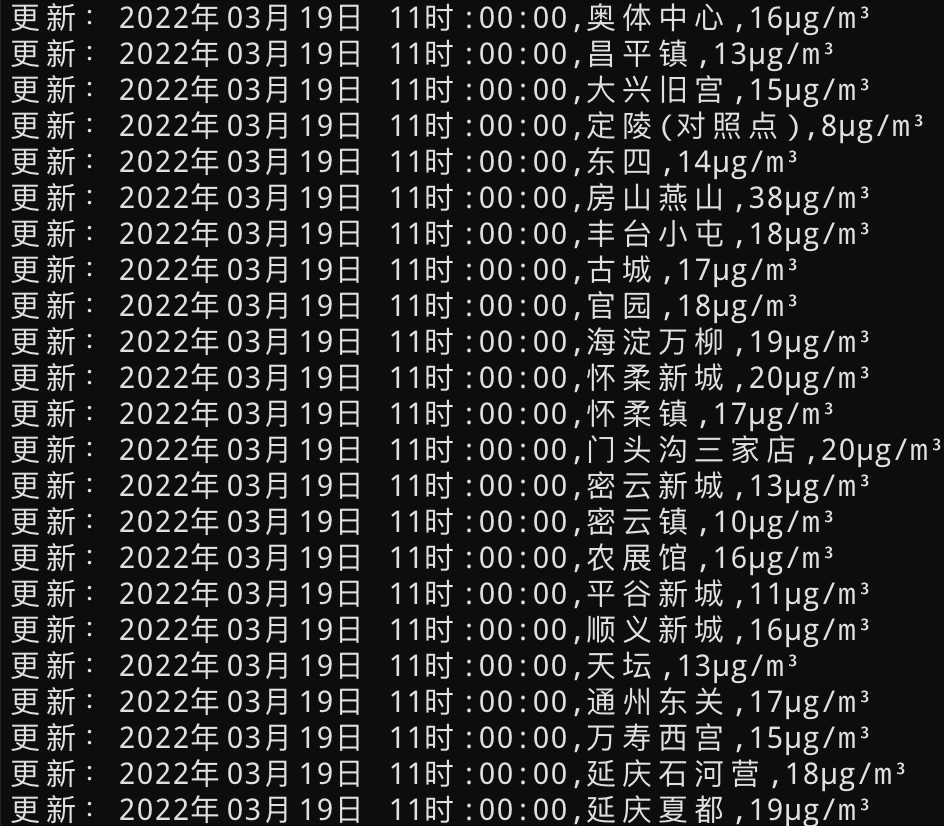 更新： 2022年03月19日 11时:00:00,奥体中心,16µg/m³
更新： 2022年03月19日 11时:00:00,昌平镇,13µg/m³
更新： 2022年03月19日 11时:00:00,大兴旧宫,15µg/m³
更新： 2022年03月19日 11时:00:00,定陵(对照点),8µg/m³
更新： 2022年03月19日 11时:00:00,东四,14µg/m³
更新： 2022年03月19日 11时:00:00,房山燕山,38µg/m³
更新： 2022年03月19日 11时:00:00,丰台小屯,18µg/m³
更新： 2022年03月19日 11时:00:00,古城,17µg/m³
更新： 2022年03月19日 11时:00:00,官园,18µg/m³
更新： 2022年03月19日 11时:00:00,海淀万柳,19µg/m³
更新： 2022年03月19日 11时:00:00,怀柔新城,20µg/m³
更新： 2022年03月19日 11时:00:00,怀柔镇,17µg/m³
更新： 2022年03月19日 11时:00:00,门头沟三家店,20µg/m³
更新： 2022年03月19日 11时:00:00,密云新城,13µg/m³
更新： 2022年03月19日 11时:00:00,密云镇,10µg/m³
更新： 2022年03月19日 11时:00:00,农展馆,16µg/m³
更新： 2022年03月19日 11时:00:00,平谷新城,11µg/m³
更新： 2022年03月19日 11时:00:00,顺义新城,16µg/m³
更新： 2022年03月19日 11时:00:00,天坛,13µg/m³
更新： 2022年03月19日 11时:00:00,通州东关,17µg/m³
更新： 2022年03月19日 11时:00:00,万寿西宫,15µg/m³
更新： 2022年03月19日 11时:00:00,延庆石河营,18µg/m³
更新： 2022年03月19日 11时:00:00,延庆夏都,19µg/m³